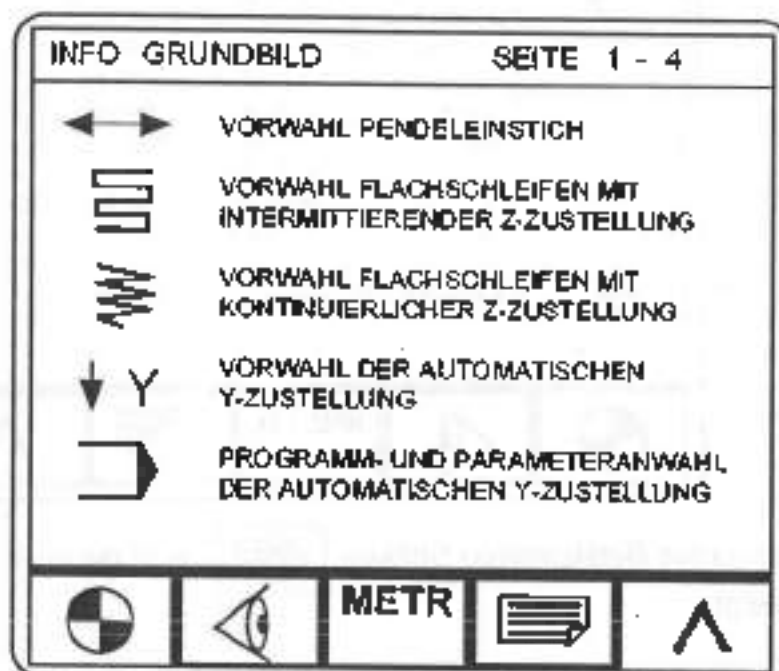 INFO GRUNDBILD SEITE 1 - 4
VORWAHL PENDELEINSTICH
VORWAHL FLACHSCHLEIFEN MIT
INTERMITTIERENDER Z-ZUSTELLUNG
VORWAHL FLACHSCHLEIFEN MIT
KONTINUIERLICHER Z-ZUSTELLUNG
Y
VORWAHL DER AUTOMATISCHEN
Y-ZUSTELLUNG
PROGRAMM- UND PARAMETERANWAHL
DER AUTOMATISCHEN Y-ZUSTELLUNG
METR